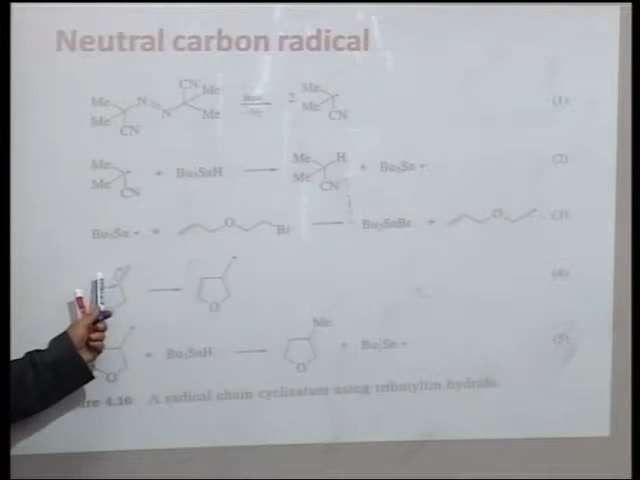 Neutral carbon radical
Me Me CN N N CN Me Me 2 Me Me CN (1)
Me Me CN + Bu3SnH Me Me H CN + Bu3Sn• (2)
Bu3Sn• + O Br Bu3SnBr + O (3)
O (4)
O + Bu3SnH O Me + Bu3Sn• (5)
4.16 A radical chain cyclization using tributyltin hydride.